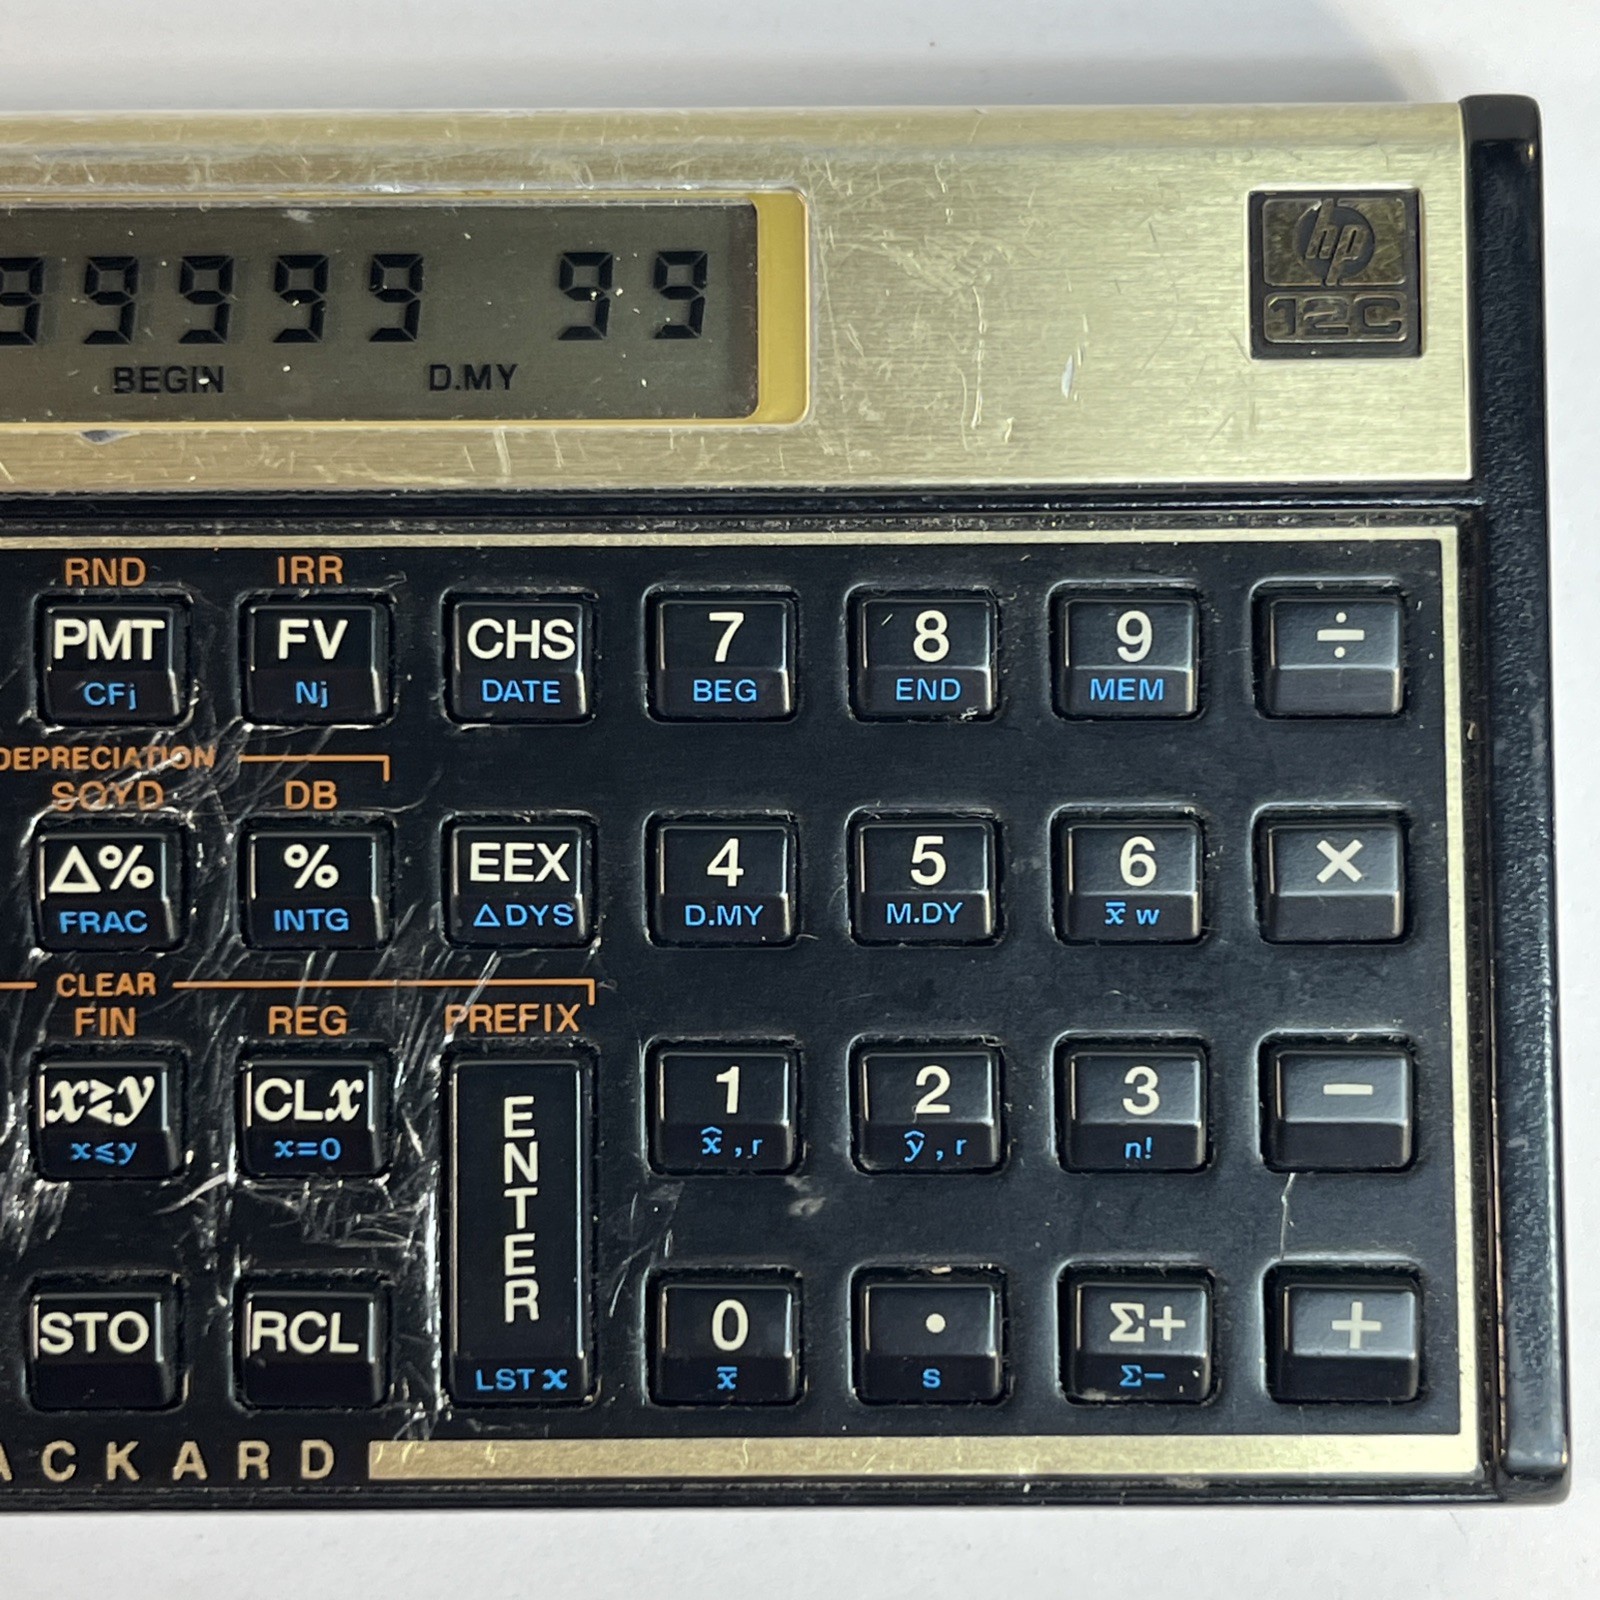 99999 99
BEGIN D.MY
hp
12C
RND IRR
PMT FV CHS 7 8 9 ÷
CFj Nj DATE BEG END MEM
DEPRECIATION
SOYD DB
Δ% % EEX 4 5 6 ×
FRAC INTG ΔDYS D.MY M.DY x̄ w
CLEAR
FIN REG PREFIX
x≷y CLx ENTER 1 2 3 −
x≤y x=0 x̂,r ŷ,r n!
STO RCL 0 • Σ+ +
LST x x̄ s Σ−
ACKARD